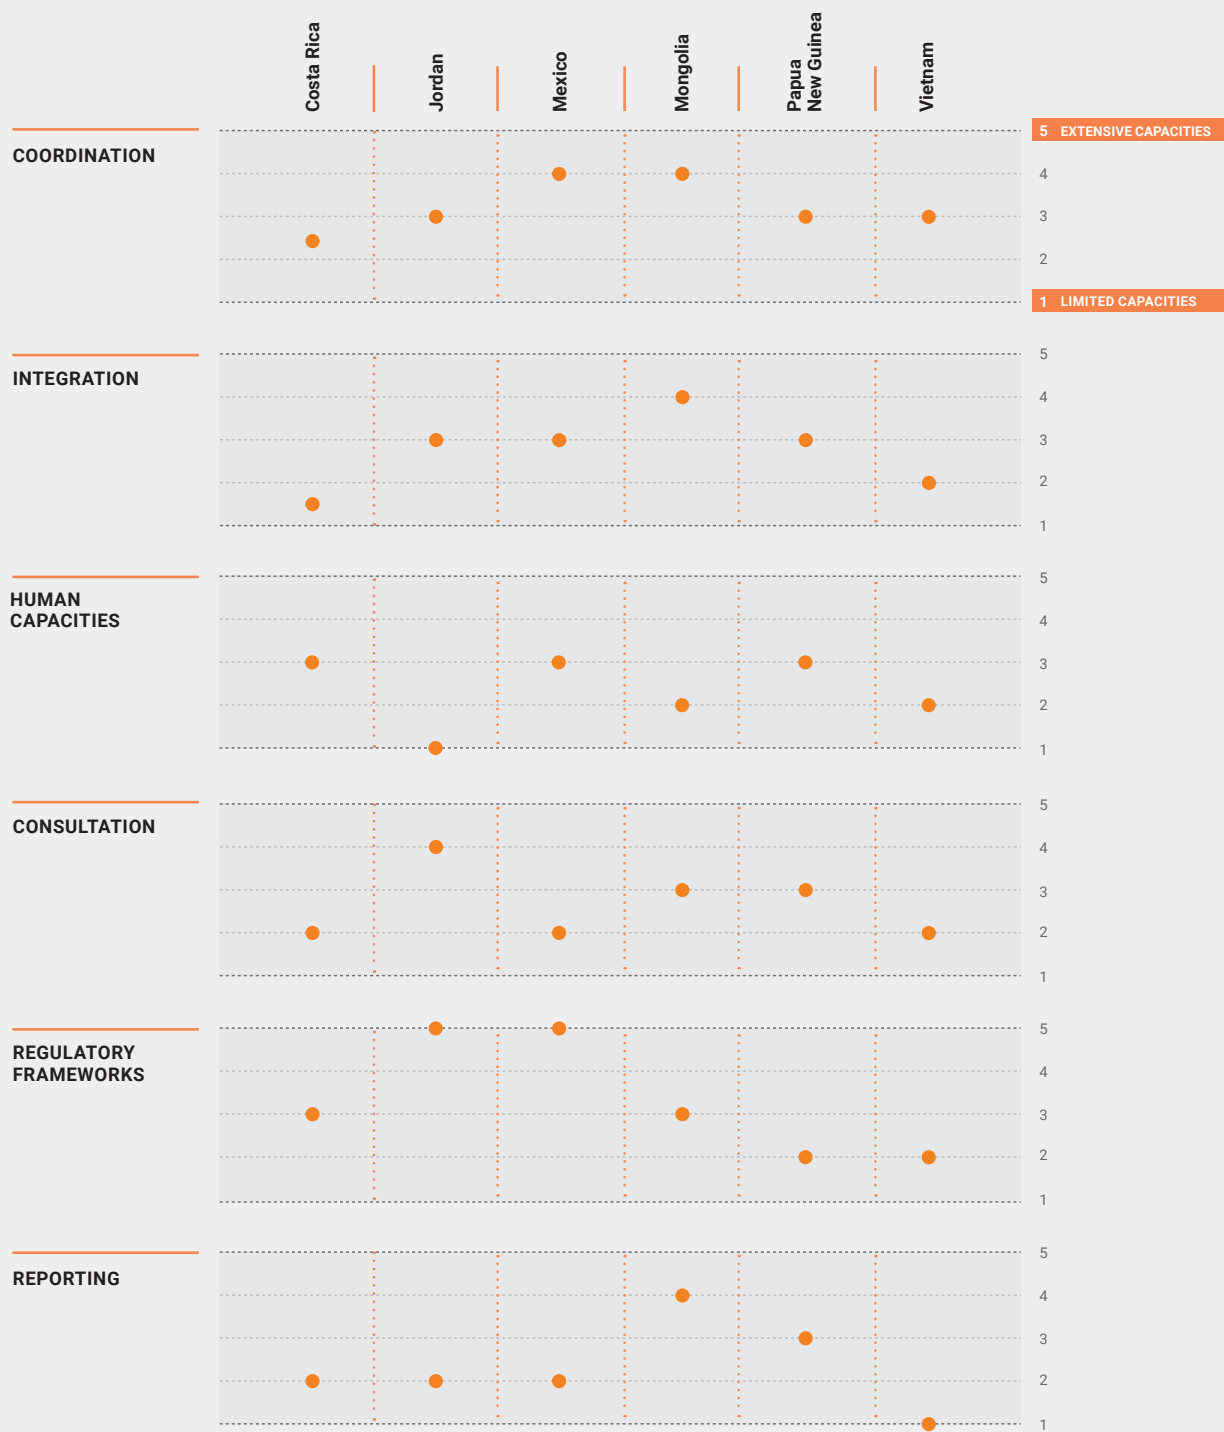 Costa Rica
Jordan
Mexico
Mongolia
Papua
New Guinea
Vietnam
COORDINATION
5 EXTENSIVE CAPACITIES
4
3
2
1 LIMITED CAPACITIES
INTEGRATION
5
4
3
2
1
HUMAN
CAPACITIES
5
4
3
2
1
CONSULTATION
5
4
3
2
1
REGULATORY
FRAMEWORKS
5
4
3
2
1
REPORTING
5
4
3
2
1